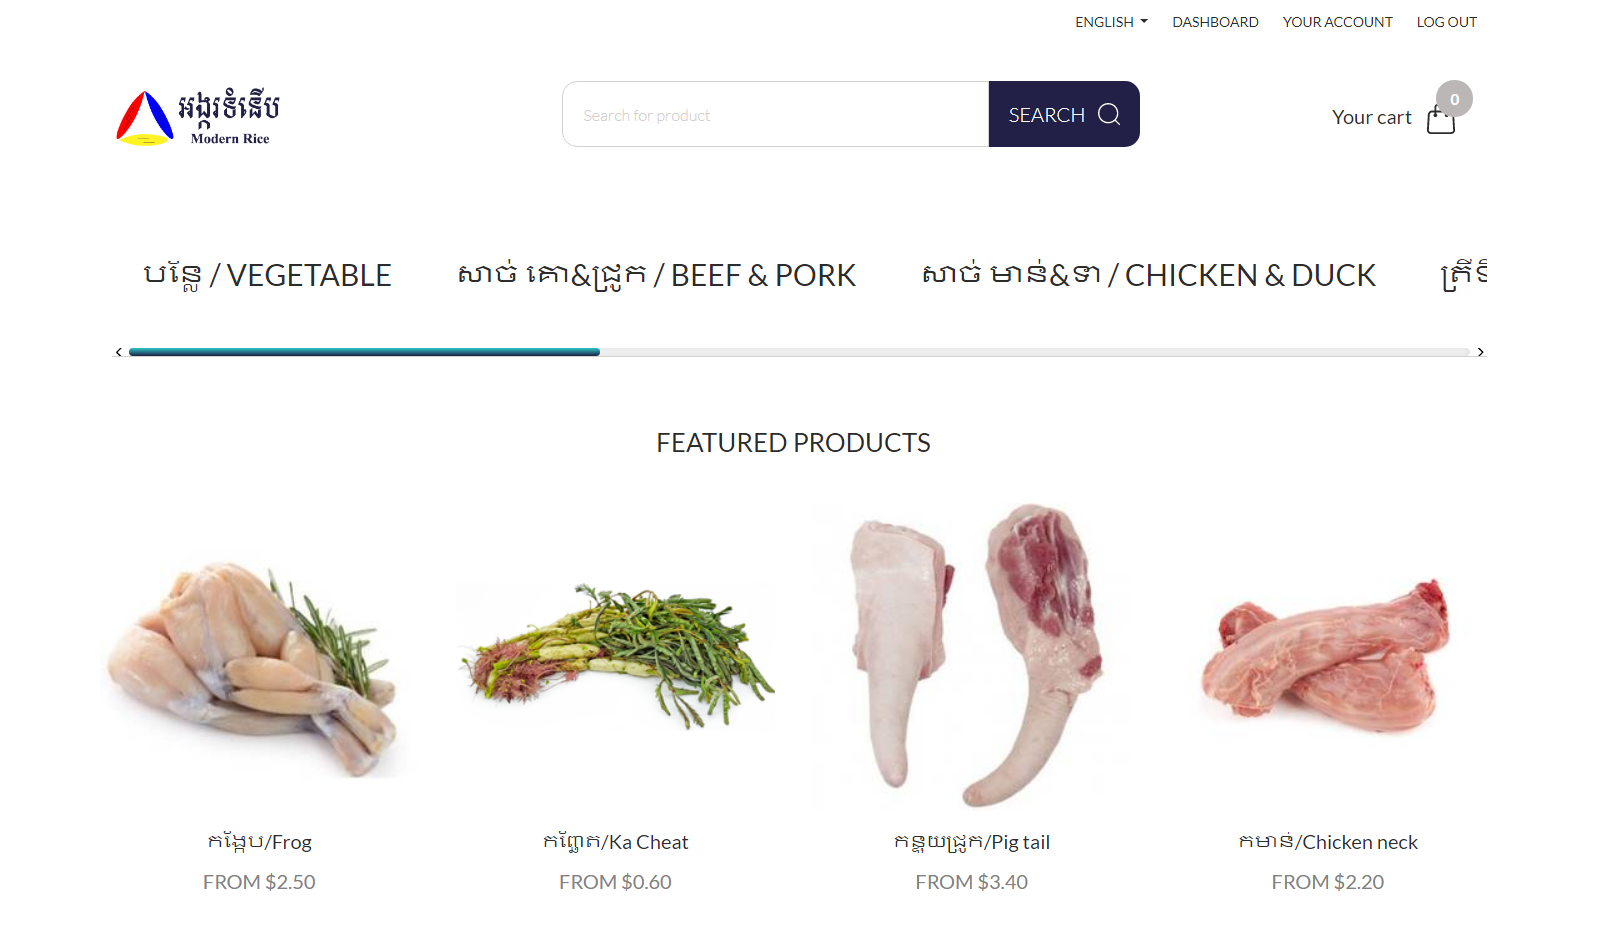 ENGLISH DASHBOARD YOUR ACCOUNT LOG OUT
អង្ករទំនើប
Modern Rice
Search for product
SEARCH
Your cart
0
បន្លែ / VEGETABLE
សាច់ គោ&ជ្រូក / BEEF & PORK
សាច់ មាន់&ទា / CHICKEN & DUCK
FEATURED PRODUCTS
កង្កែប/Frog
កញ្ឆែត/Ka Cheat
កន្ទុយជ្រូក/Pig tail
កមាន់/Chicken neck
FROM $2.50
FROM $0.60
FROM $3.40
FROM $2.20